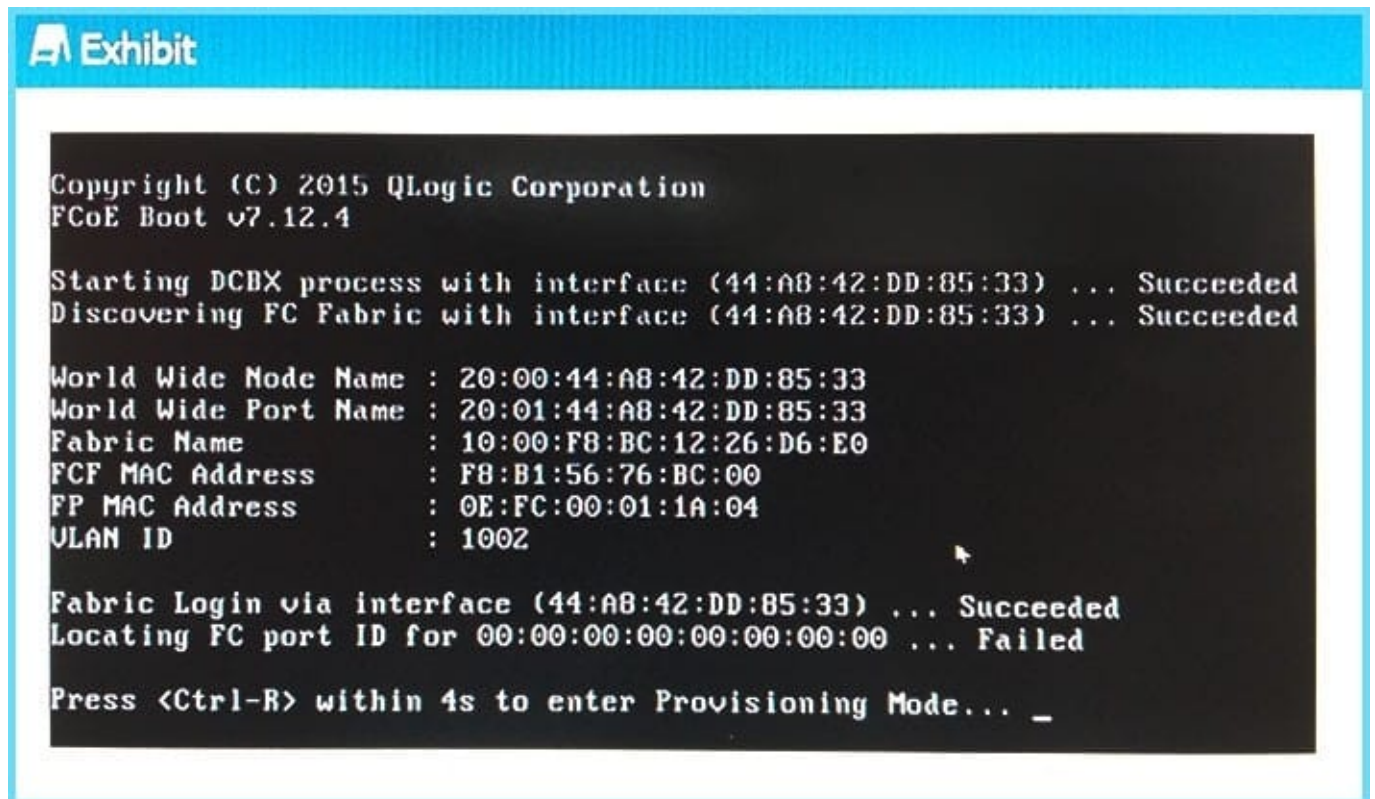 Exhibit
Copyright (C) 2015 QLogic Corporation
FCoE Boot v7.12.4
Starting DCBX process with interface (44:A8:42:DD:85:33) ... Succeeded
Discovering FC Fabric with interface (44:A8:42:DD:85:33) ... Succeeded
World Wide Node Name : 20:00:44:A8:42:DD:85:33
World Wide Port Name : 20:01:44:A8:42:DD:85:33
Fabric Name : 10:00:F8:BC:12:26:D6:E0
FCF MAC Address : F8:B1:56:76:BC:00
FP MAC Address : 0E:FC:00:01:1A:04
VLAN ID : 1002
Fabric Login via interface (44:A8:42:DD:85:33) ... Succeeded
Locating FC port ID for 00:00:00:00:00:00:00:00 ... Failed
Press <Ctrl-R> within 4s to enter Provisioning Mode... _